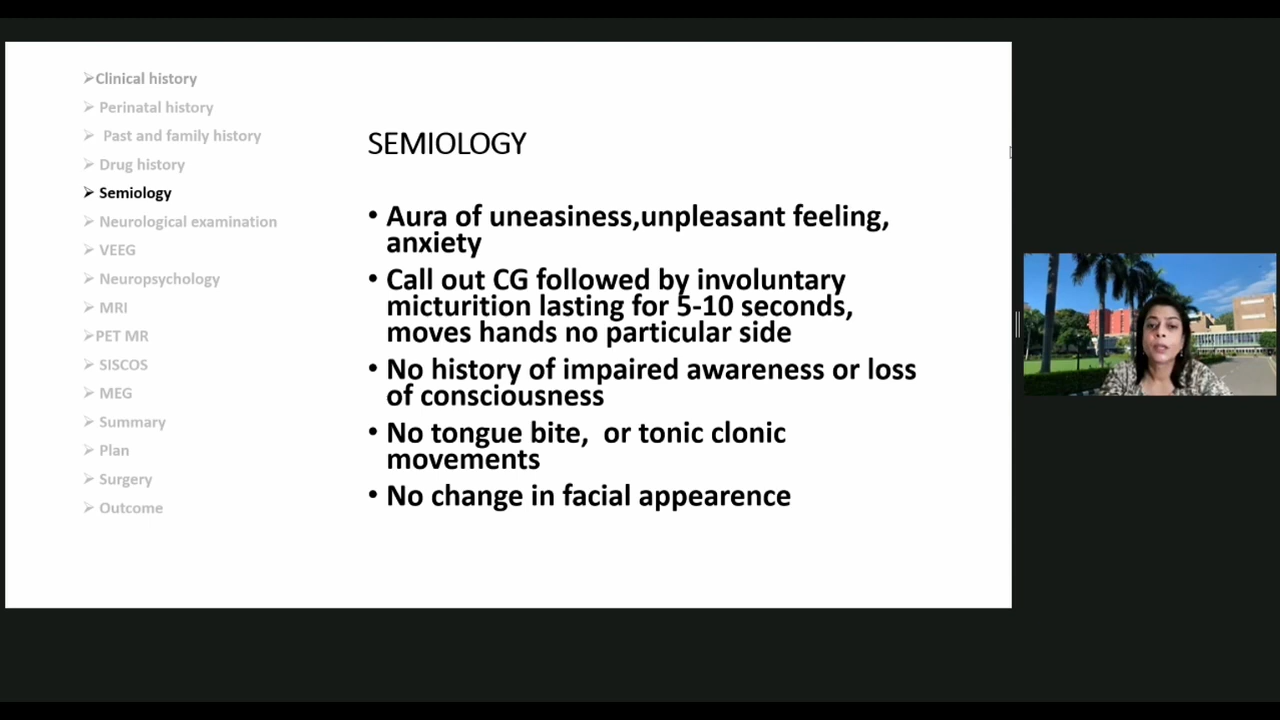 ➢Clinical history
➢ Perinatal history
➢ Past and family history
➢ Drug history
➢ Semiology
➢ Neurological examination
➢ VEEG
➢ Neuropsychology
➢ MRI
➢PET MR
➢ SISCOS
➢ MEG
➢ Summary
➢ Plan
➢ Surgery
➢ Outcome
SEMIOLOGY
• Aura of uneasiness,unpleasant feeling,
anxiety
• Call out CG followed by involuntary
micturition lasting for 5-10 seconds,
moves hands no particular side
• No history of impaired awareness or loss
of consciousness
• No tongue bite, or tonic clonic
movements
• No change in facial appearence